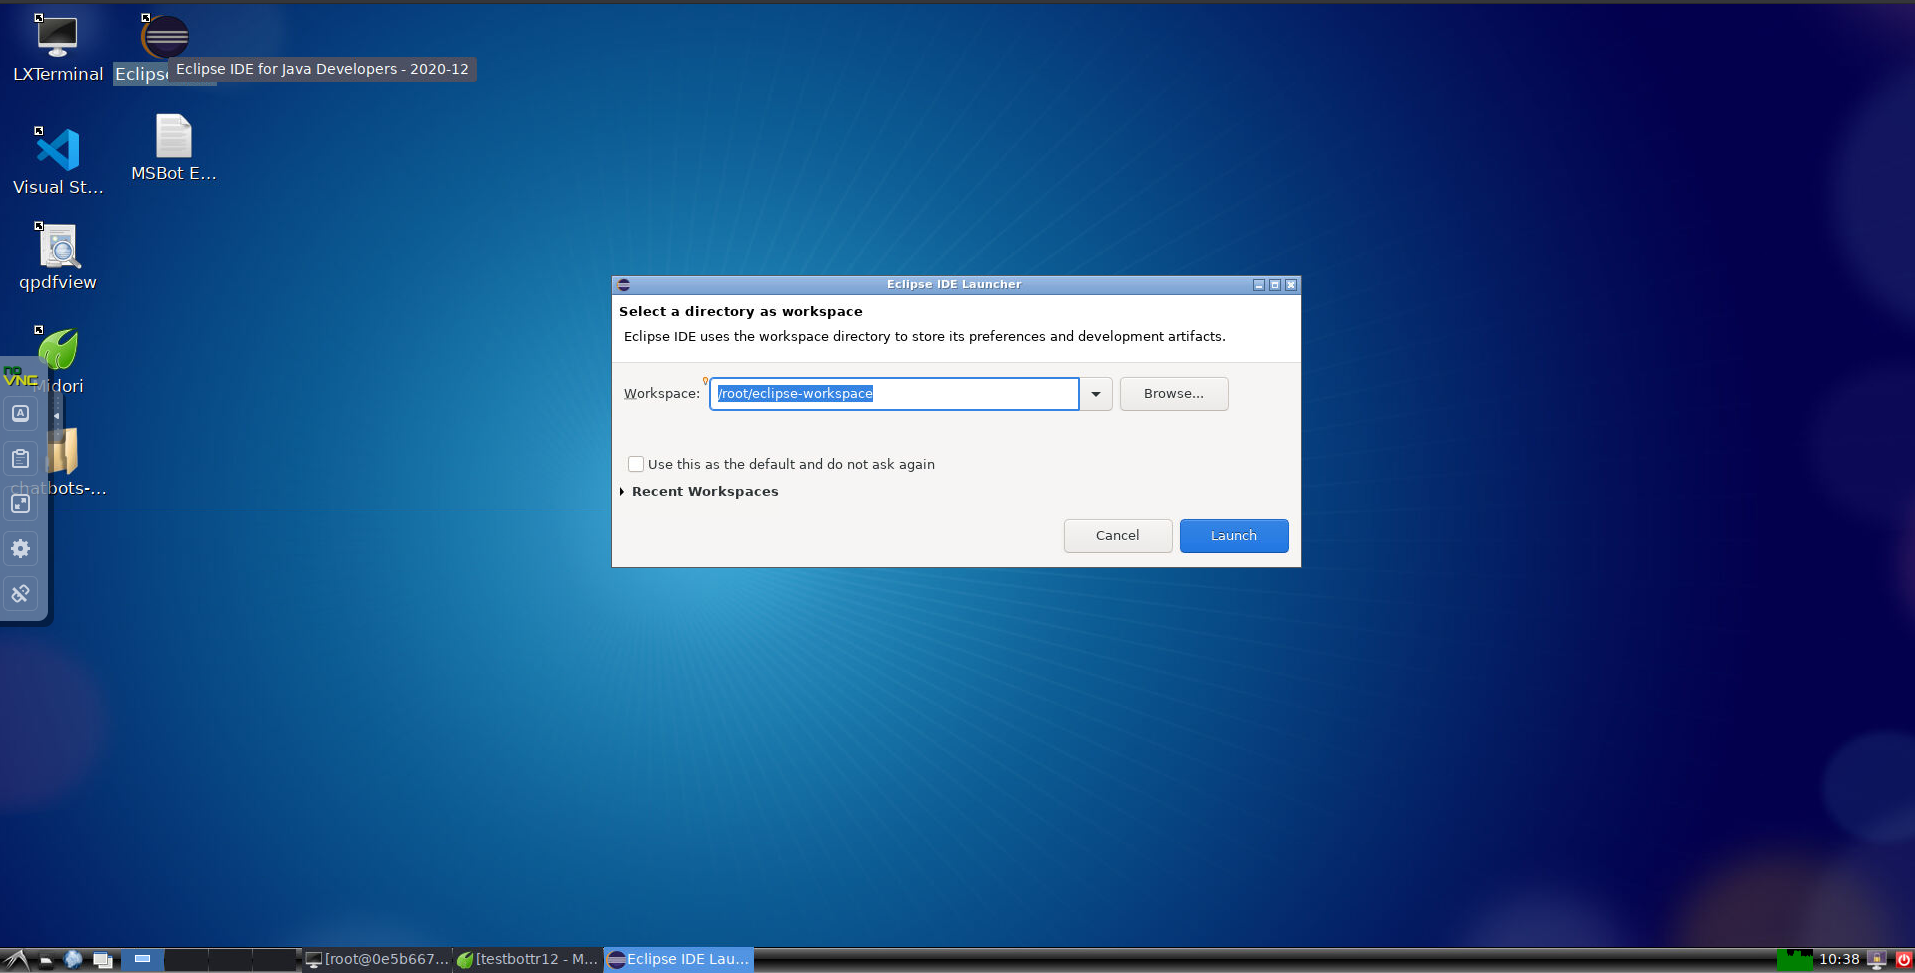 LXTerminal
Eclipse
Eclipse IDE for Java Developers - 2020-12
Visual St...
MSBot E...
qpdfview
Midori
no
VNC
A
chatbots-...
Eclipse IDE Launcher
Select a directory as workspace
Eclipse IDE uses the workspace directory to store its preferences and development artifacts.
Workspace: /root/eclipse-workspace Browse...
Use this as the default and do not ask again
Recent Workspaces
Cancel Launch
[root@0e5b667... [testbottr12 - M... Eclipse IDE Lau... 10:38